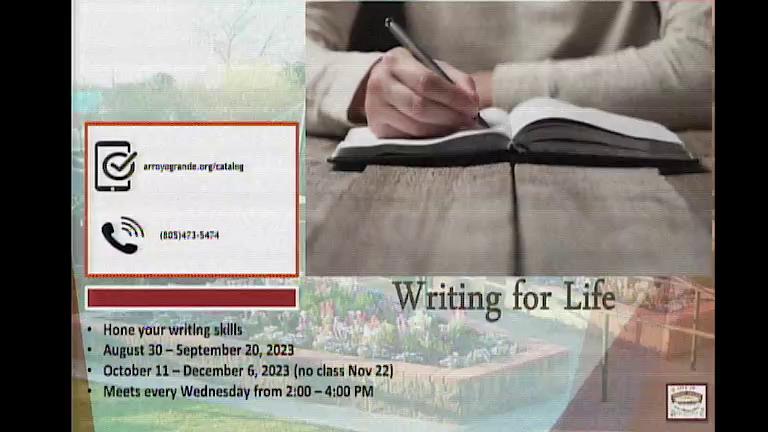 arroyogrande.org/catalog
(805)473-5474
Writing for Life
• Hone your writing skills
• August 30 – September 20, 2023
• October 11 – December 6, 2023 (no class Nov 22)
• Meets every Wednesday from 2:00 – 4:00 PM